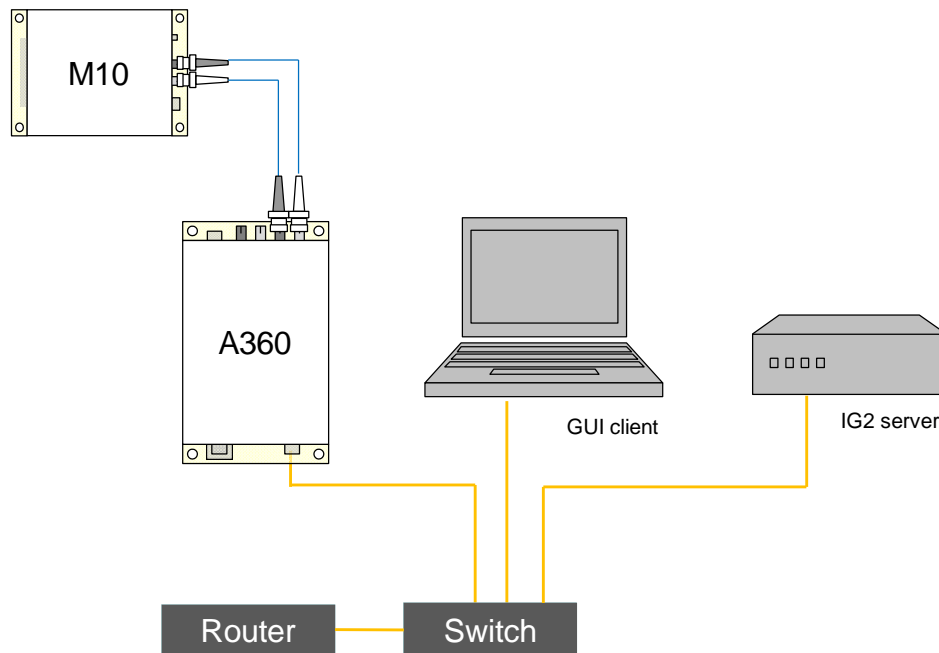 M10
A360
GUI client
IG2 server
Router
Switch